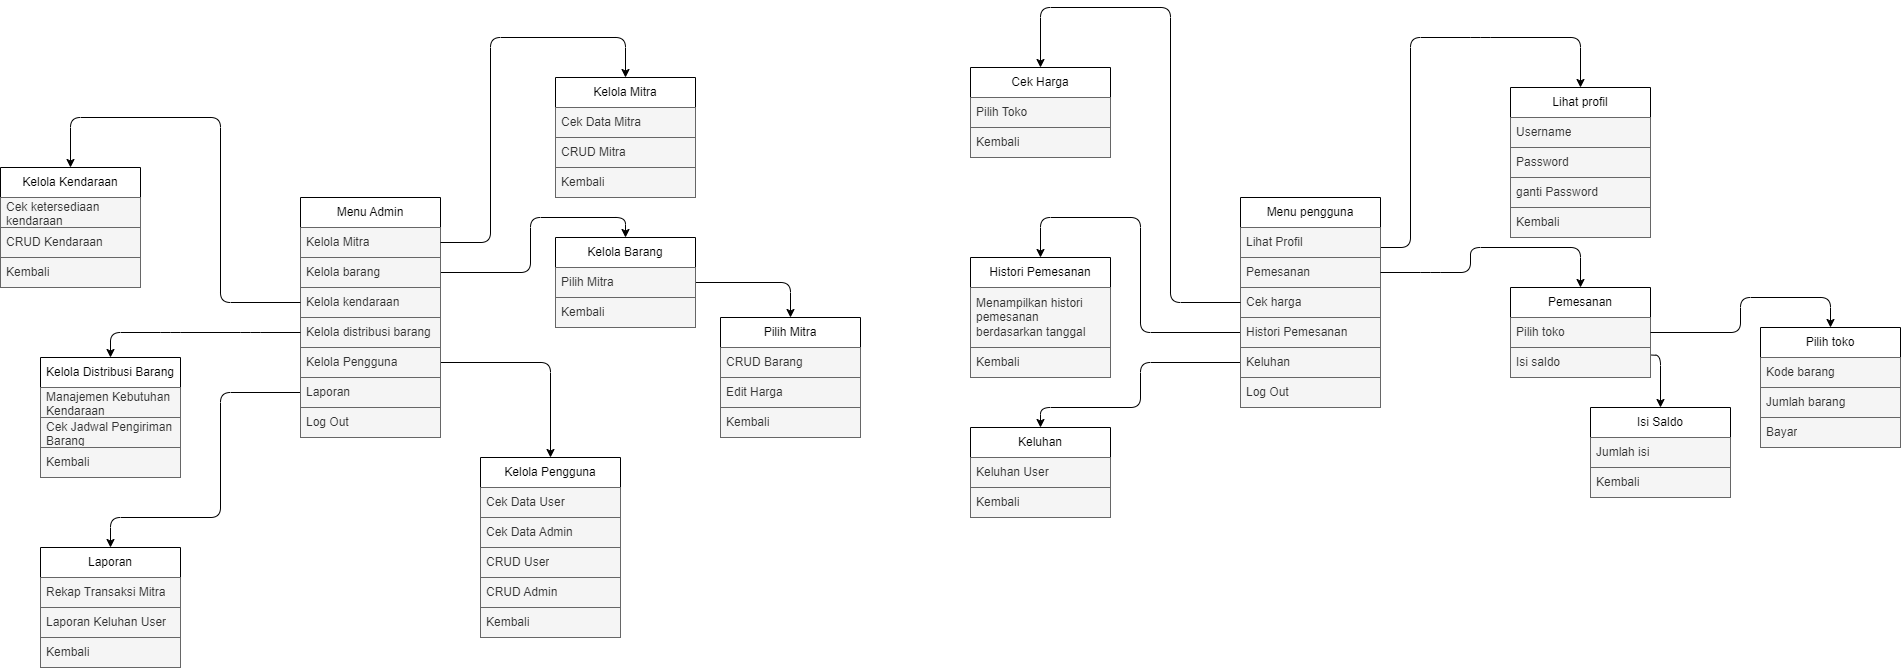 Kelola Kendaraan
Cek ketersediaan
kendaraan
CRUD Kendaraan
Kembali
Menu Admin
Kelola Mitra
Kelola barang
Kelola kendaraan
Kelola distribusi barang
Kelola Pengguna
Laporan
Log Out
Kelola Mitra
Cek Data Mitra
CRUD Mitra
Kembali
Kelola Barang
Pilih Mitra
Kembali
Pilih Mitra
CRUD Barang
Edit Harga
Kembali
Kelola Distribusi Barang
Manajemen Kebutuhan
Kendaraan
Cek Jadwal Pengiriman
Barang
Kembali
Laporan
Rekap Transaksi Mitra
Laporan Keluhan User
Kembali
Kelola Pengguna
Cek Data User
Cek Data Admin
CRUD User
CRUD Admin
Kembali
Cek Harga
Pilih Toko
Kembali
Histori Pemesanan
Menampilkan histori
pemesanan
berdasarkan tanggal
Kembali
Keluhan
Keluhan User
Kembali
Menu pengguna
Lihat Profil
Pemesanan
Cek harga
Histori Pemesanan
Keluhan
Log Out
Lihat profil
Username
Password
ganti Password
Kembali
Pemesanan
Pilih toko
Isi saldo
Isi Saldo
Jumlah isi
Kembali
Pilih toko
Kode barang
Jumlah barang
Bayar